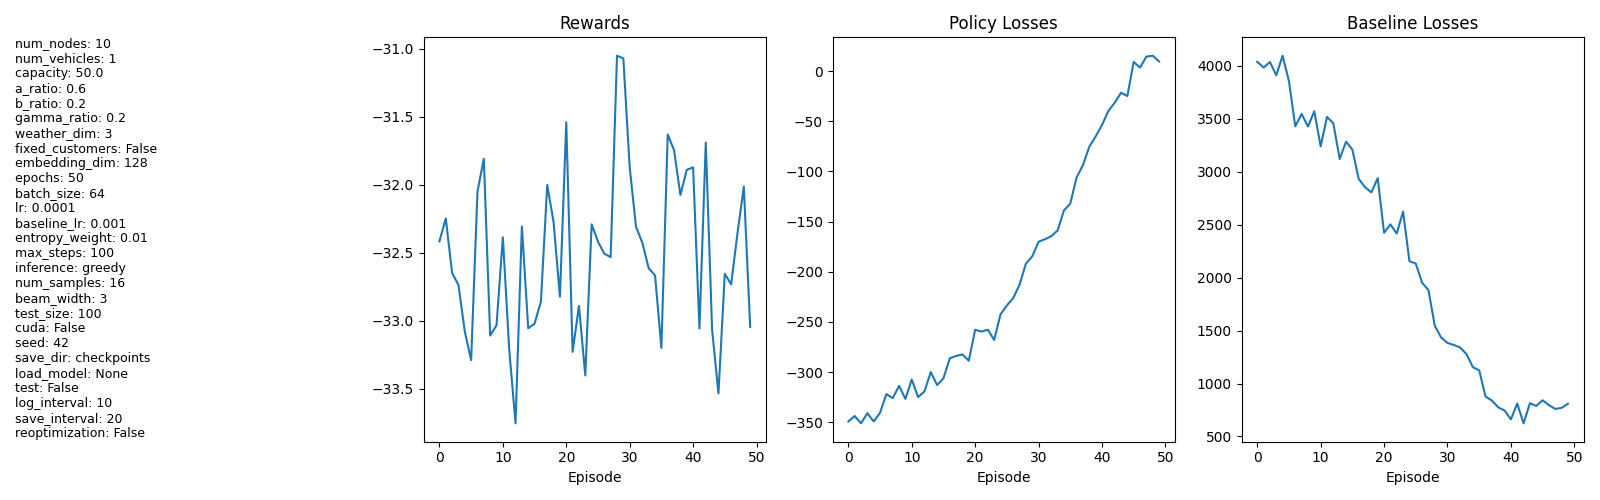 num_nodes: 10
num_vehicles: 1
capacity: 50.0
a_ratio: 0.6
b_ratio: 0.2
gamma_ratio: 0.2
weather_dim: 3
fixed_customers: False
embedding_dim: 128
epochs: 50
batch_size: 64
lr: 0.0001
baseline_lr: 0.001
entropy_weight: 0.01
max_steps: 100
inference: greedy
num_samples: 16
beam_width: 3
test_size: 100
cuda: False
seed: 42
save_dir: checkpoints
load_model: None
test: False
log_interval: 10
save_interval: 20
reoptimization: False
Rewards
−31.0
−31.5
−32.0
−32.5
−33.0
−33.5
0 10 20 30 40 50
Episode
Policy Losses
0
−50
−100
−150
−200
−250
−300
−350
0 10 20 30 40 50
Episode
Baseline Losses
4000
3500
3000
2500
2000
1500
1000
500
0 10 20 30 40 50
Episode